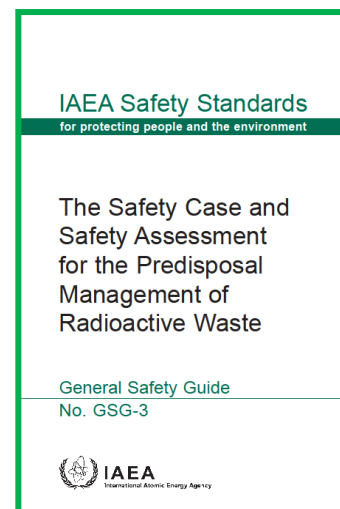 IAEA Safety Standards
for protecting people and the environment
The Safety Case and
Safety Assessment
for the Predisposal
Management of
Radioactive Waste
General Safety Guide
No. GSG-3
IAEA
International Atomic Energy Agency